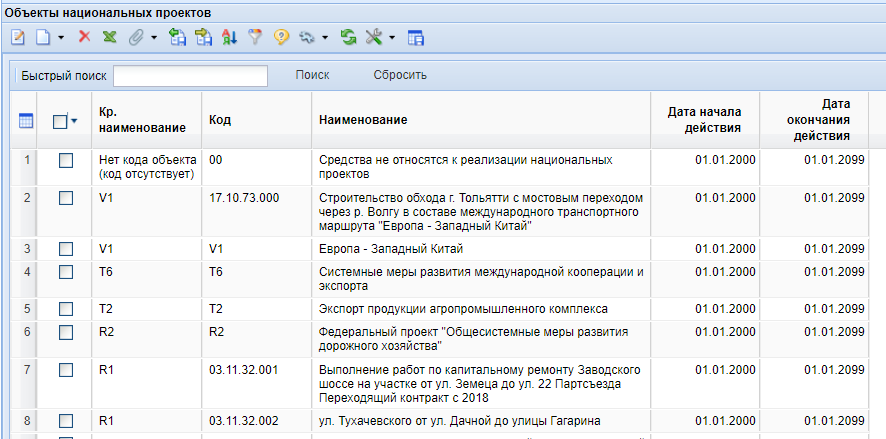 Объекты национальных проектов
Быстрый поиск Поиск Сбросить
Кр. наименование Код Наименование Дата начала действия Дата окончания действия
1 Нет кода объекта (код отсутствует) 00 Средства не относятся к реализации национальных проектов 01.01.2000 01.01.2099
2 V1 17.10.73.000 Строительство обхода г. Тольятти с мостовым переходом через р. Волгу в составе международного транспортного маршрута "Европа - Западный Китай" 01.01.2000 01.01.2099
3 V1 V1 Европа - Западный Китай 01.01.2000 01.01.2099
4 T6 T6 Системные меры развития международной кооперации и экспорта 01.01.2000 01.01.2099
5 T2 T2 Экспорт продукции агропромышленного комплекса 01.01.2000 01.01.2099
6 R2 R2 Федеральный проект "Общесистемные меры развития дорожного хозяйства" 01.01.2000 01.01.2099
7 R1 03.11.32.001 Выполнение работ по капитальному ремонту Заводского шоссе на участке от ул. Земеца до ул. 22 Партсъезда Переходящий контракт с 2018 01.01.2000 01.01.2099
8 R1 03.11.32.002 ул. Тухачевского от ул. Дачной до улицы Гагарина 01.01.2000 01.01.2099